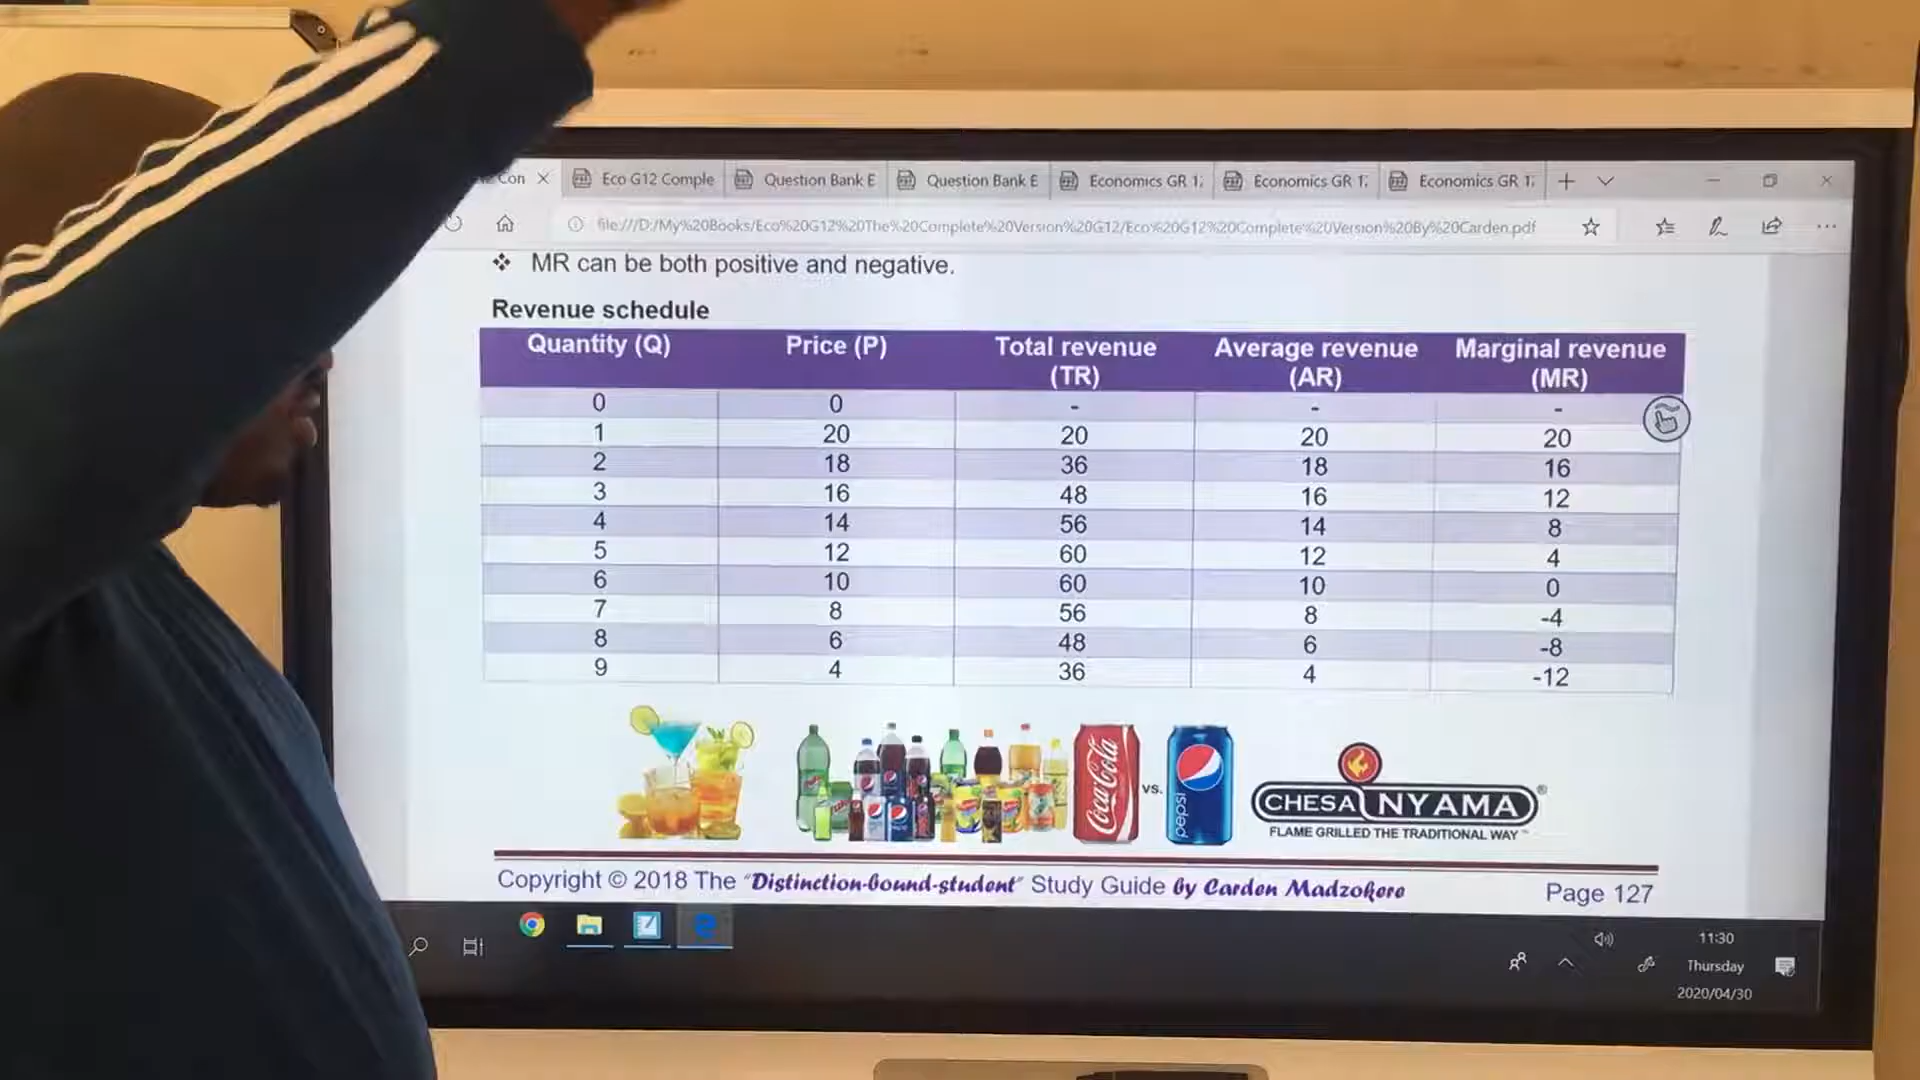 Con
Eco G12 Comple
Question Bank E
Question Bank E
Economics GR 1
Economics GR 1
Economics GR 1
file:///D:/My%20Books/Eco%20G12%20The%20Complete%20Version%20G12/Eco%20G12%20Complete%20Version%20By%20Carden.pdf
❖ MR can be both positive and negative.
Revenue schedule
Quantity (Q) Price (P) Total revenue (TR) Average revenue (AR) Marginal revenue (MR)
0 0 - - -
1 20 20 20 20
2 18 36 18 16
3 16 48 16 12
4 14 56 14 8
5 12 60 12 4
6 10 60 10 0
7 8 56 8 -4
8 6 48 6 -8
9 4 36 4 -12
Coca-Cola
vs.
pepsi
CHESA NYAMA®
FLAME GRILLED THE TRADITIONAL WAY™
Copyright © 2018 The "Distinction-bound-student" Study Guide by Carden Madzokere Page 127
11:30
Thursday
2020/04/30